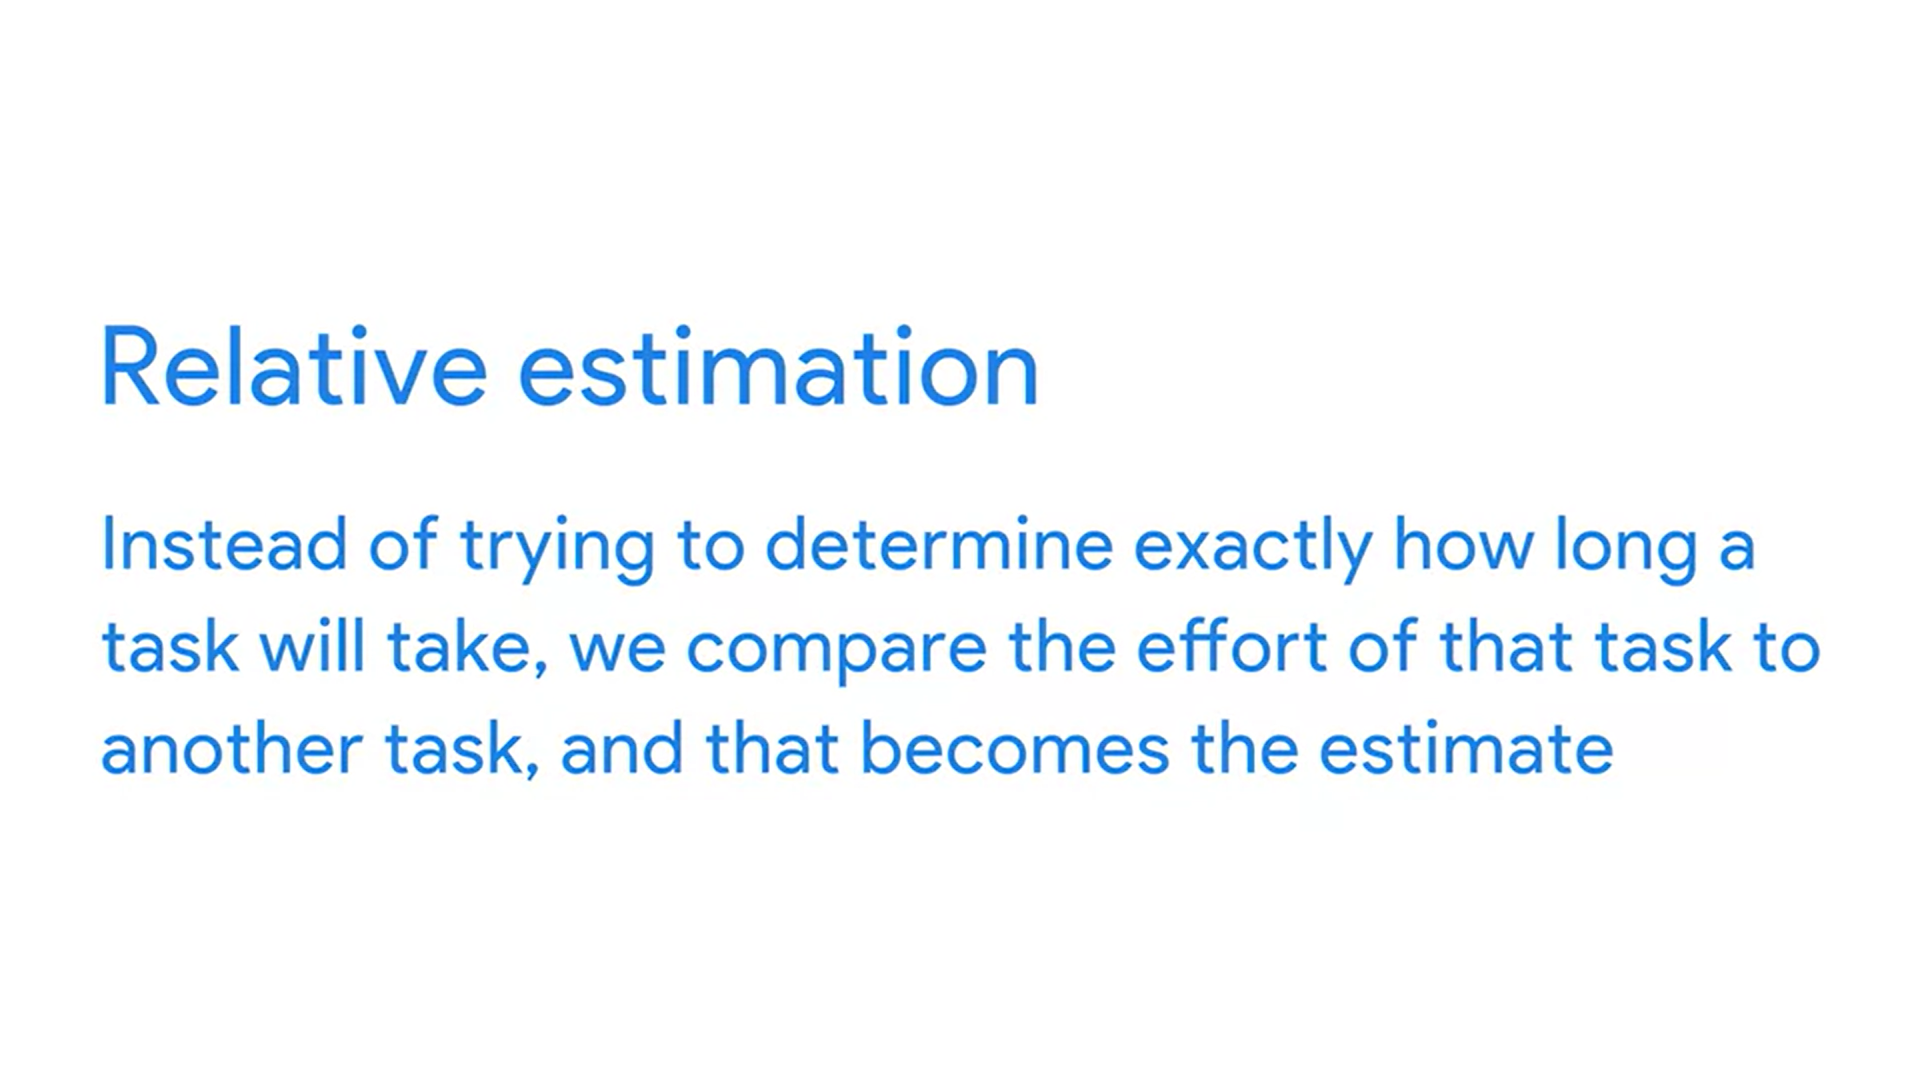 Relative estimation
Instead of trying to determine exactly how long a
task will take, we compare the effort of that task to
another task, and that becomes the estimate